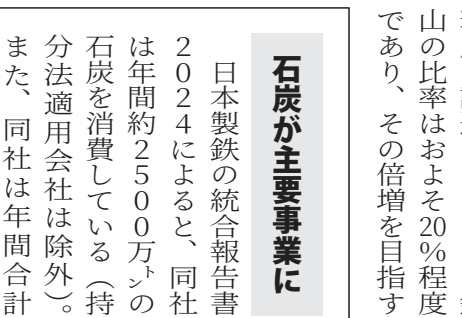 山の比率はおよそ20%程度
であり、その倍増を目指す
石炭が主要事業に
日本製鉄の統合報告書
2024によると、同社
は年間約2500万㌧の
石炭を消費している（持
分法適用会社は除外）。
また、同社は年間合計